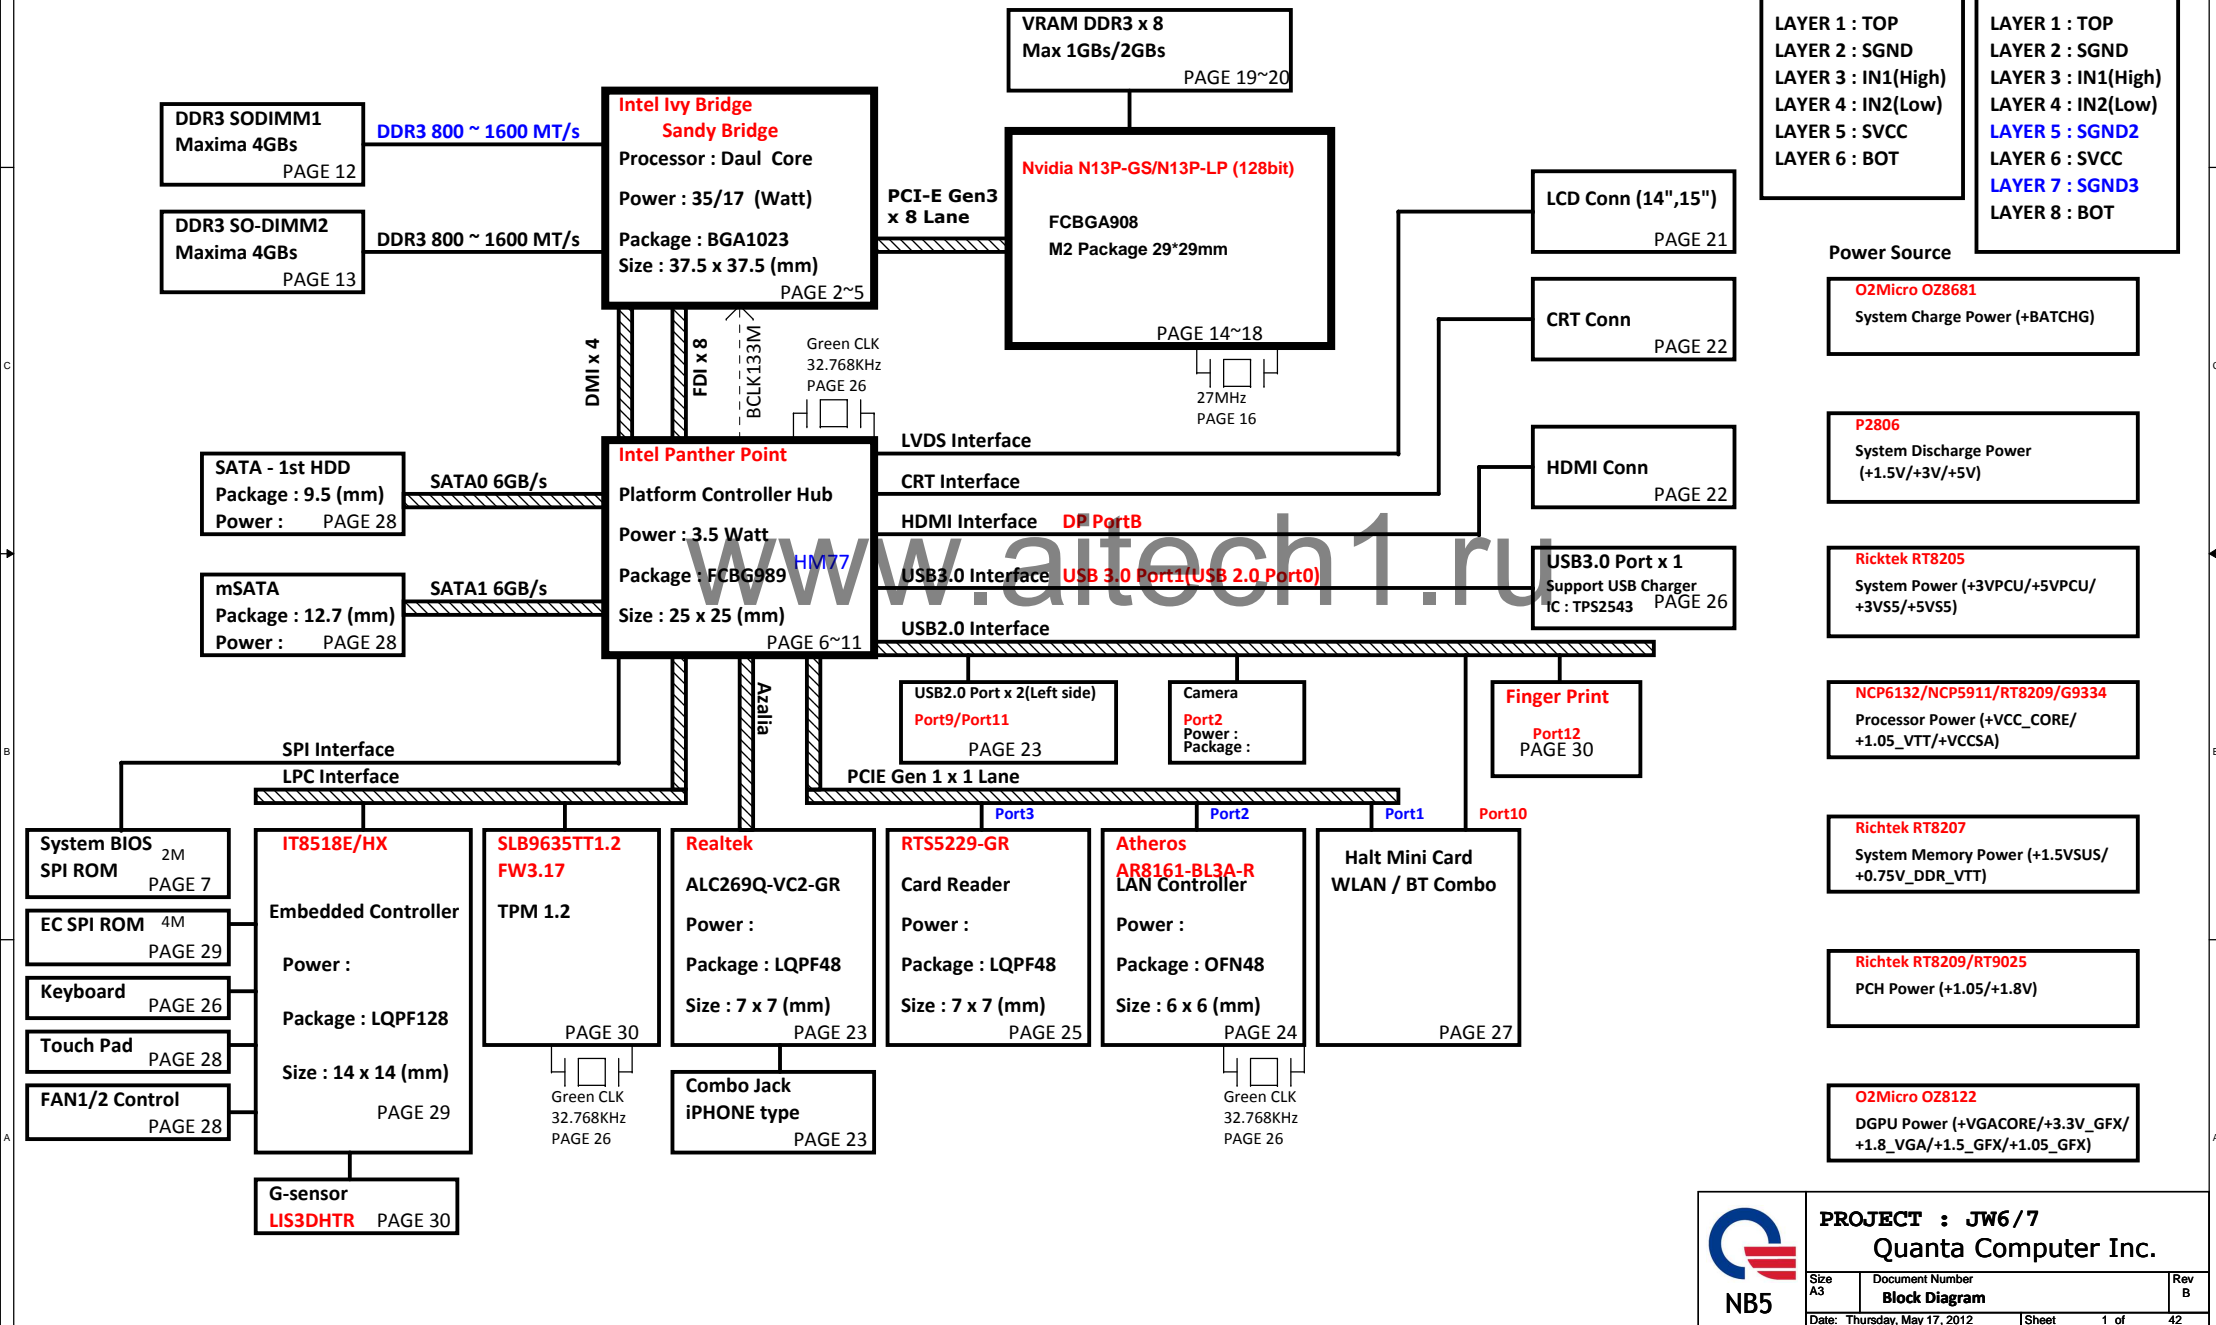 VRAM DDR3 x 8
Max 1GBs/2GBs
PAGE 19~20
LAYER 1 : TOP
LAYER 2 : SGND
LAYER 3 : IN1(High)
LAYER 4 : IN2(Low)
LAYER 5 : SVCC
LAYER 6 : BOT
LAYER 1 : TOP
LAYER 2 : SGND
LAYER 3 : IN1(High)
LAYER 4 : IN2(Low)
LAYER 5 : SGND2
LAYER 6 : SVCC
LAYER 7 : SGND3
LAYER 8 : BOT
DDR3 SODIMM1
Maxima 4GBs
PAGE 12
DDR3 800 ~ 1600 MT/s
DDR3 SO-DIMM2
Maxima 4GBs
PAGE 13
DDR3 800 ~ 1600 MT/s
Intel Ivy Bridge
Sandy Bridge
Processor : Daul Core
Power : 35/17 (Watt)
Package : BGA1023
Size : 37.5 x 37.5 (mm)
PAGE 2~5
PCI-E Gen3
x 8 Lane
Nvidia N13P-GS/N13P-LP (128bit)
FCBGA908
M2 Package 29*29mm
PAGE 14~18
27MHz
PAGE 16
LCD Conn (14",15")
PAGE 21
CRT Conn
PAGE 22
HDMI Conn
PAGE 22
USB3.0 Port x 1
Support USB Charger
IC : TPS2543
PAGE 26
DMI x 4
FDI x 8
BCLK133M
Green CLK
32.768KHz
PAGE 26
SATA - 1st HDD
Package : 9.5 (mm)
Power :
PAGE 28
SATA0 6GB/s
mSATA
Package : 12.7 (mm)
Power :
PAGE 28
SATA1 6GB/s
Intel Panther Point
Platform Controller Hub
Power : 3.5 Watt
HM77
Package : FCBG989
Size : 25 x 25 (mm)
PAGE 6~11
LVDS Interface
CRT Interface
HDMI Interface
DP PortB
USB3.0 Interface
USB 3.0 Port1(USB 2.0 Port0)
USB2.0 Interface
www.aitech1.ru
USB2.0 Port x 2(Left side)
Port9/Port11
PAGE 23
Camera
Port2
Power :
Package :
Finger Print
Port12
PAGE 30
Azalia
SPI Interface
LPC Interface
PCIE Gen 1 x 1 Lane
Port3
Port2
Port1
Port10
System BIOS
SPI ROM
2M
PAGE 7
EC SPI ROM
4M
PAGE 29
Keyboard
PAGE 26
Touch Pad
PAGE 28
FAN1/2 Control
PAGE 28
IT8518E/HX
Embedded Controller
Power :
Package : LQPF128
Size : 14 x 14 (mm)
PAGE 29
G-sensor
LIS3DHTR
PAGE 30
SLB9635TT1.2
FW3.17
TPM 1.2
PAGE 30
Green CLK
32.768KHz
PAGE 26
Realtek
ALC269Q-VC2-GR
Power :
Package : LQPF48
Size : 7 x 7 (mm)
PAGE 23
Combo Jack
iPHONE type
PAGE 23
RTS5229-GR
Card Reader
Power :
Package : LQPF48
Size : 7 x 7 (mm)
PAGE 25
Atheros
AR8161-BL3A-R
LAN Controller
Power :
Package : OFN48
Size : 6 x 6 (mm)
PAGE 24
Green CLK
32.768KHz
PAGE 26
Halt Mini Card
WLAN / BT Combo
PAGE 27
Power Source
O2Micro OZ8681
System Charge Power (+BATCHG)
P2806
System Discharge Power
(+1.5V/+3V/+5V)
Ricktek RT8205
System Power (+3VPCU/+5VPCU/
+3VS5/+5VS5)
NCP6132/NCP5911/RT8209/G9334
Processor Power (+VCC_CORE/
+1.05_VTT/+VCCSA)
Richtek RT8207
System Memory Power (+1.5VSUS/
+0.75V_DDR_VTT)
Richtek RT8209/RT9025
PCH Power (+1.05/+1.8V)
O2Micro OZ8122
DGPU Power (+VGACORE/+3.3V_GFX/
+1.8_VGA/+1.5_GFX/+1.05_GFX)
C
B
A
C
NB5
PROJECT : JW6/7
Quanta Computer Inc.
Size
A3
Document Number
Block Diagram
Rev
B
Date: Thursday, May 17, 2012
Sheet 1 of 42